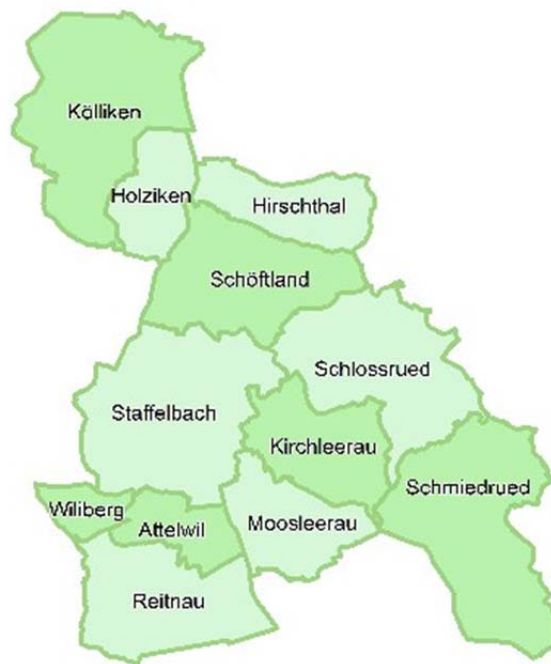 Kölliken
Holziken
Hirschthal
Schöftland
Schlossrued
Staffelbach
Kirchleerau
Schmiedrued
Wiliberg
Attelwil
Moosleerau
Reitnau